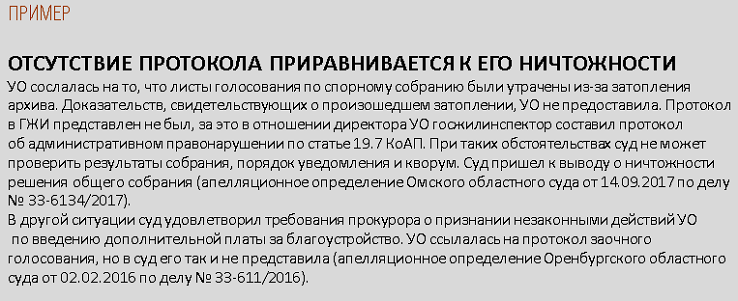 ПРИМЕР
ОТСУТСТВИЕ ПРОТОКОЛА ПРИРАВНИВАЕТСЯ К ЕГО НИЧТОЖНОСТИ
УО сослалась на то, что листы голосования по спорному собранию были утрачены из-за затопления
архива. Доказательств, свидетельствующих о произошедшем затоплении, УО не предоставила. Протокол
в ГЖИ представлен не был, за это в отношении директора УО госжилинспектор составил протокол
об административном правонарушении по статье 19.7 КоАП. При таких обстоятельствах суд не может
проверить результаты собрания, порядок уведомления и кворум. Суд пришел к выводу о ничтожности
решения общего собрания (апелляционное определение Омского областного суда от 14.09.2017 по делу
№ 33-6134/2017).
В другой ситуации суд удовлетворил требования прокурора о признании незаконными действий УО
по введению дополнительной платы за благоустройство. УО ссылалась на протокол заочного
голосования, но в суд его так и не представила (апелляционное определение Оренбургского областного
суда от 02.02.2016 по делу № 33-611/2016).